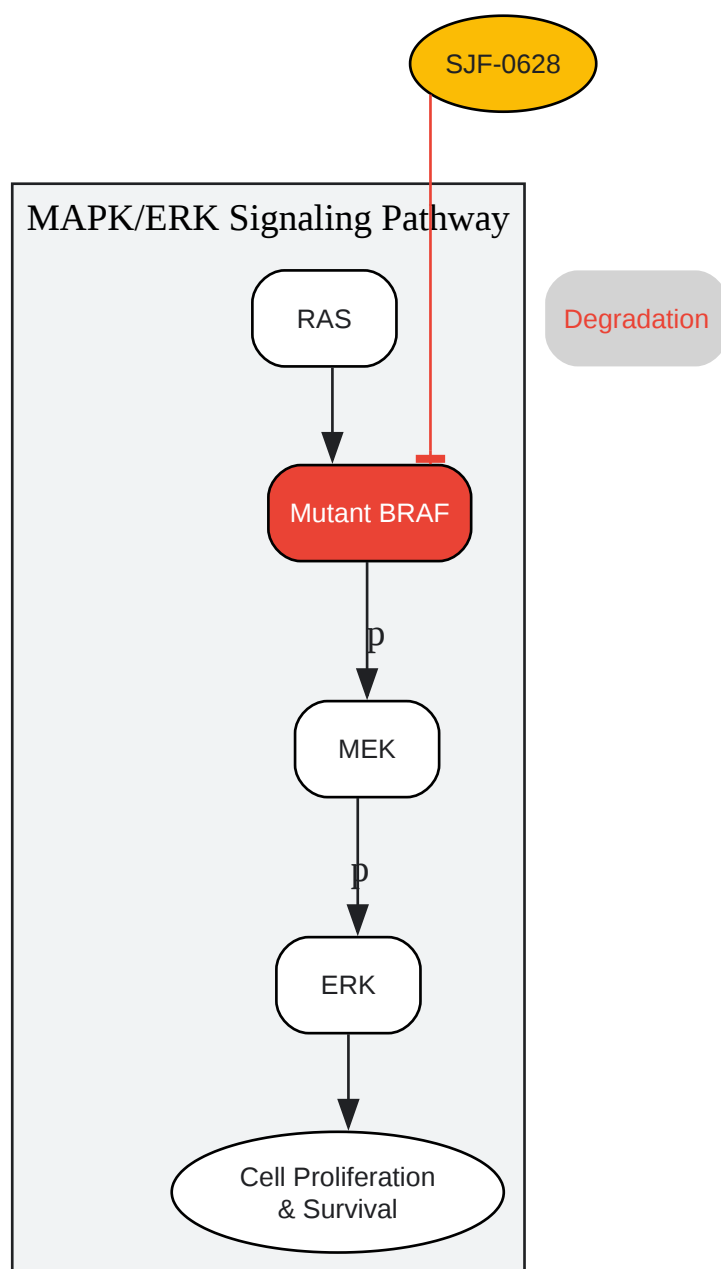 SJF-0628
MAPK/ERK Signaling Pathway
RAS
Degradation
Mutant BRAF
p
MEK
p
ERK
Cell Proliferation
& Survival